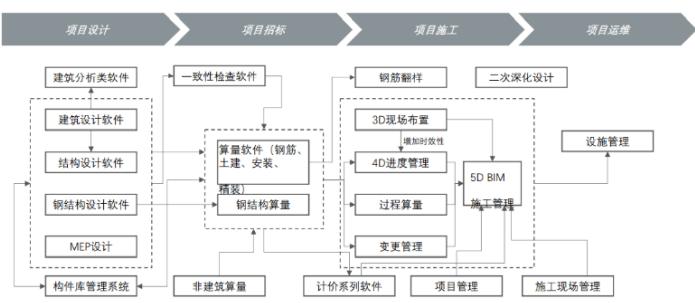 项目设计
项目招标
项目施工
项目运维
建筑分析类软件
一致性检查软件
钢筋翻样
二次深化设计
建筑设计软件
结构设计软件
钢结构设计软件
MEP设计
构件库管理系统
算量软件（钢筋、
土建、安装、
精装）
钢结构算量
非建筑算量
3D现场布置
增加时效性
4D进度管理
过程算量
变更管理
5D BIM
施工管理
设施管理
计价系列软件
项目管理
施工现场管理